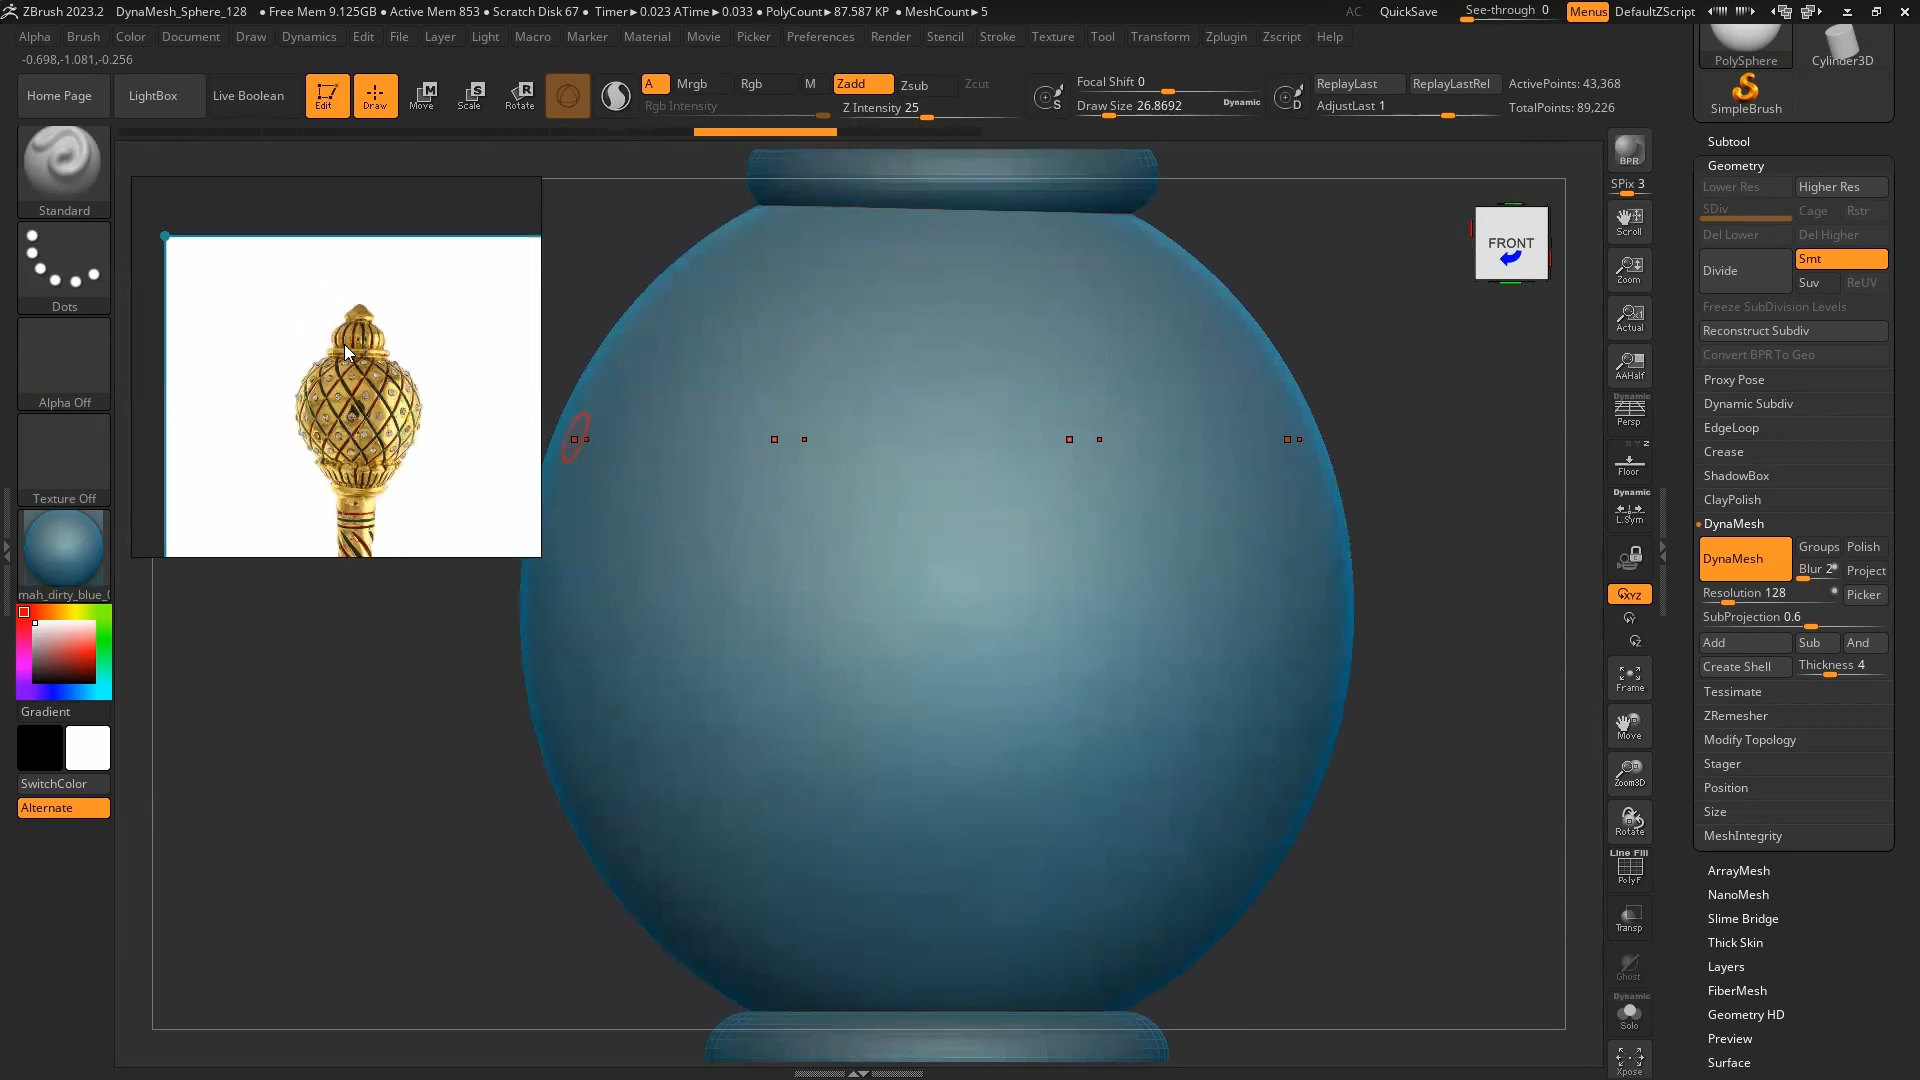 ZBrush 2023.2 DynaMesh_Sphere_128 ● Free Mem 9.125GB ● Active Mem 853 ● Scratch Disk 67 ● Timer►0.023 ATime►0.033 ● PolyCount►87.587 KP ● MeshCount►5 AC QuickSave See-through 0 Menus DefaultZScript
Alpha Brush Color Document Draw Dynamics Edit File Layer Light Macro Marker Material Movie Picker Preferences Render Stencil Stroke Texture Tool Transform Zplugin Zscript Help
-0.698,-1.081,-0.256
PolySphere Cylinder3D
SimpleBrush
Home Page LightBox Live Boolean Edit Draw Move Scale Rotate
A Mrgb Rgb M Zadd Zsub Zcut
Rgb Intensity Z Intensity 25
Focal Shift 0
Draw Size 26.8692 Dynamic
S D
ReplayLast ReplayLastRel ActivePoints: 43,368
AdjustLast 1 TotalPoints: 89,226
Standard
Dots
Alpha Off
Texture Off
mah_dirty_blue_0
Gradient
SwitchColor
Alternate
FRONT
BPR
SPix 3
Scroll
Zoom
Actual
AAHalf
Dynamic
Persp
Floor
Dynamic
L.Sym
XYZ
Y
Z
Frame
Move
Zoom3D
Rotate
Line Fill
PolyF
Transp
Ghost
Dynamic
Solo
Xpose
Subtool
Geometry
Lower Res Higher Res
SDiv Cage Rstr
Del Lower Del Higher
Divide Smt
Suv ReUV
Freeze SubDivision Levels
Reconstruct Subdiv
Convert BPR To Geo
Proxy Pose
Dynamic Subdiv
EdgeLoop
Crease
ShadowBox
ClayPolish
DynaMesh
DynaMesh Groups Polish
Blur 2 Project
Resolution 128 Picker
SubProjection 0.6
Add Sub And
Create Shell Thickness 4
Tessimate
ZRemesher
Modify Topology
Stager
Position
Size
MeshIntegrity
ArrayMesh
NanoMesh
Slime Bridge
Thick Skin
Layers
FiberMesh
Geometry HD
Preview
Surface